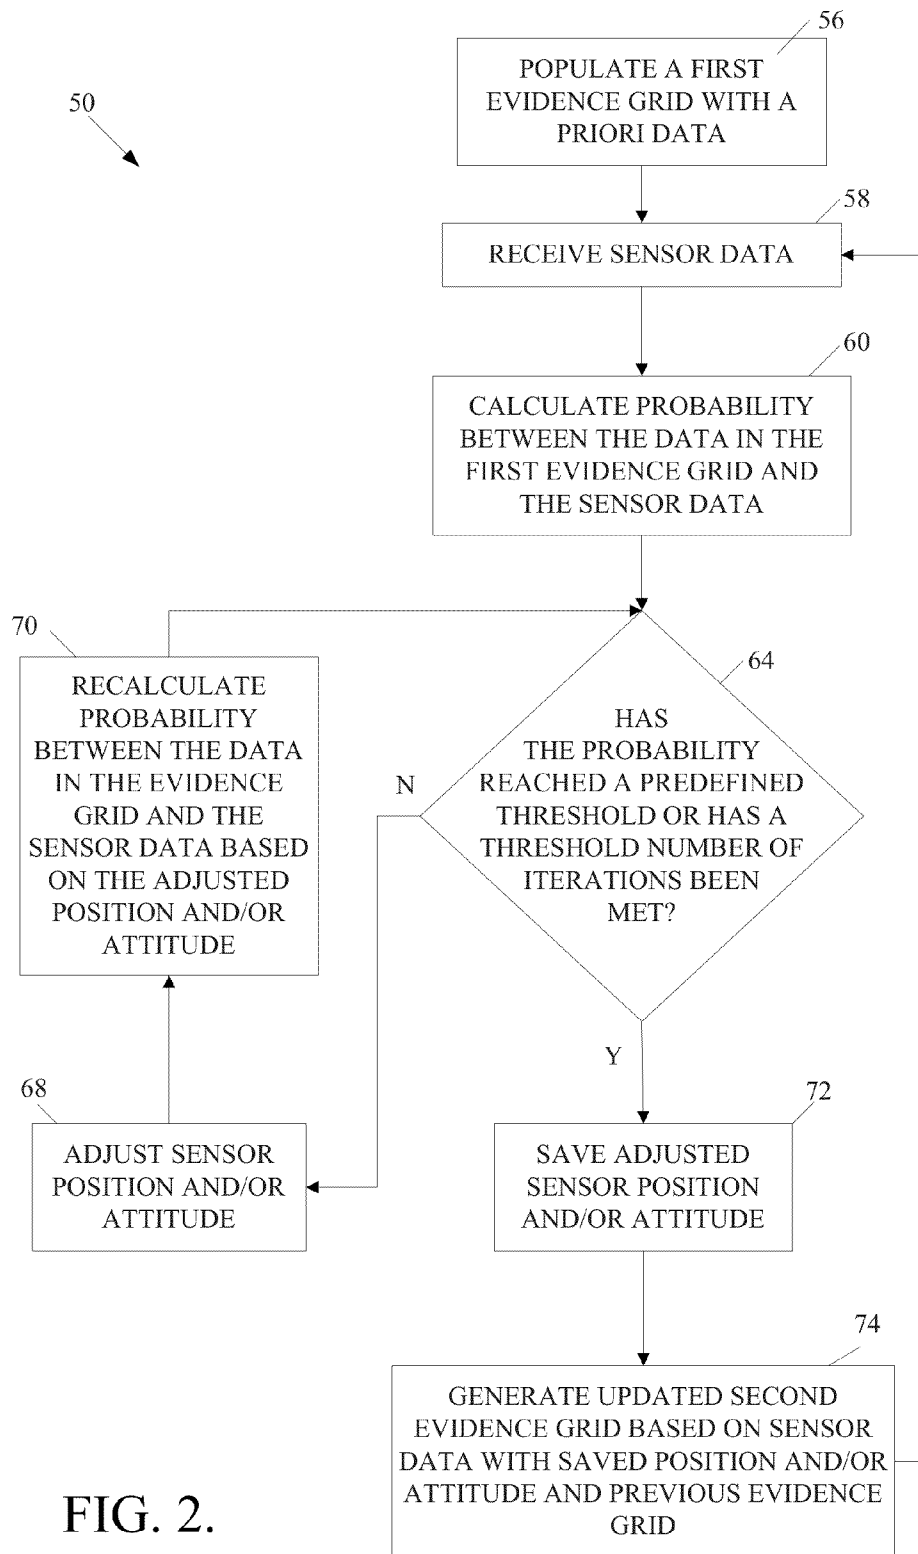 56
POPULATE A FIRST
EVIDENCE GRID WITH A
PRIORI DATA
50
58
RECEIVE SENSOR DATA
60
CALCULATE PROBABILITY
BETWEEN THE DATA IN THE
FIRST EVIDENCE GRID AND
THE SENSOR DATA
70
RECALCULATE
PROBABILITY
BETWEEN THE DATA
IN THE EVIDENCE
GRID AND THE
SENSOR DATA BASED
ON THE ADJUSTED
POSITION AND/OR
ATTITUDE
64
HAS
THE PROBABILITY
REACHED A PREDEFINED
THRESHOLD OR HAS A
THRESHOLD NUMBER OF
ITERATIONS BEEN
MET?
N
Y
68
ADJUST SENSOR
POSITION AND/OR
ATTITUDE
72
SAVE ADJUSTED
SENSOR POSITION
AND/OR ATTITUDE
74
GENERATE UPDATED SECOND
EVIDENCE GRID BASED ON SENSOR
DATA WITH SAVED POSITION AND/OR
ATTITUDE AND PREVIOUS EVIDENCE
GRID
FIG. 2.